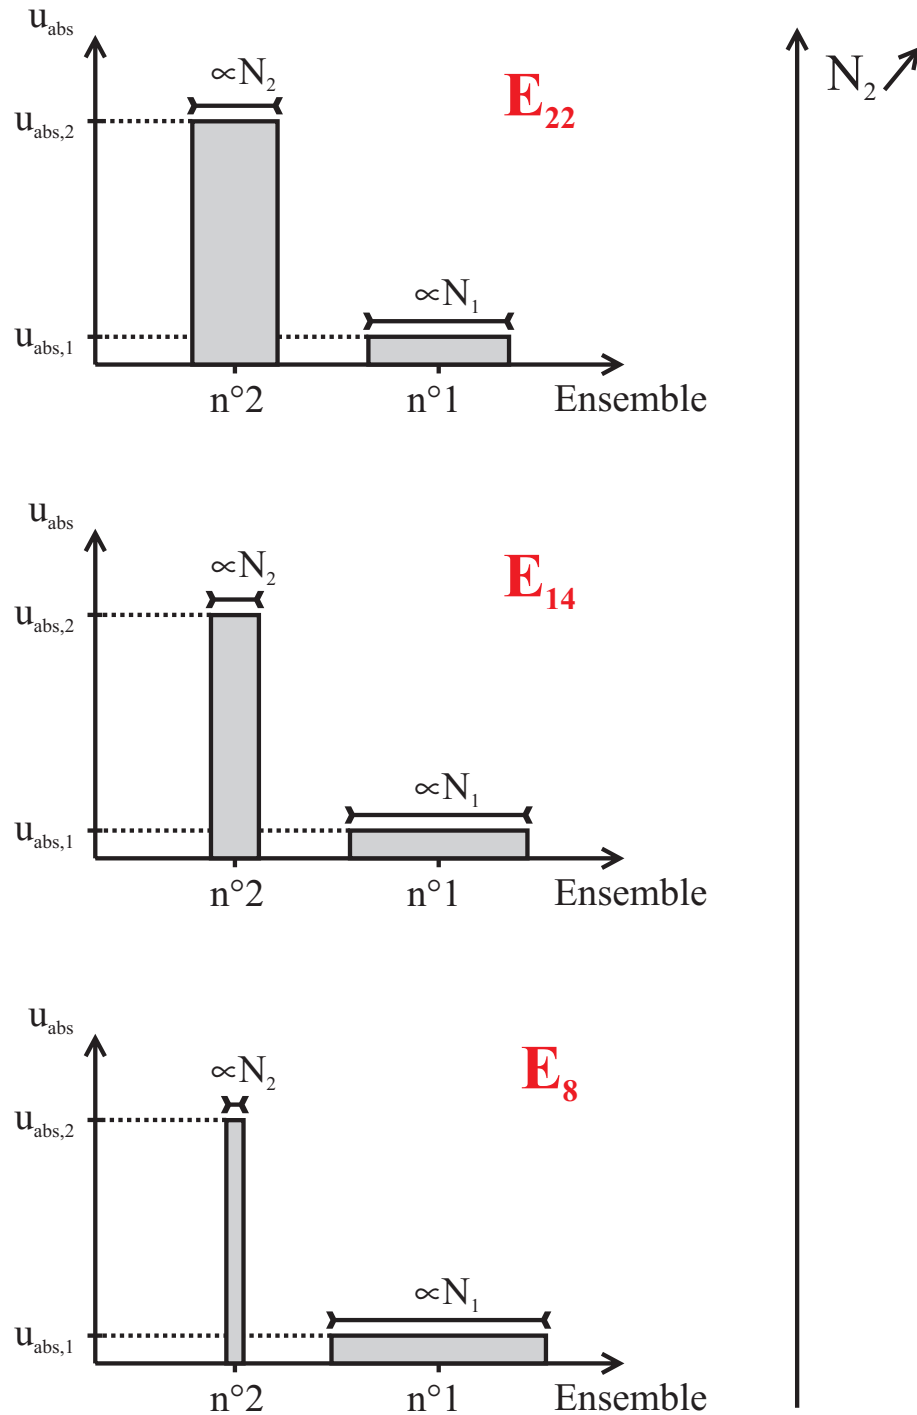 u_abs
∝N_2
E_22
N_2
u_abs,2
∝N_1
u_abs,1
n°2 n°1 Ensemble
u_abs
∝N_2
E_14
u_abs,2
∝N_1
u_abs,1
n°2 n°1 Ensemble
u_abs
∝N_2
E_8
u_abs,2
∝N_1
u_abs,1
n°2 n°1 Ensemble